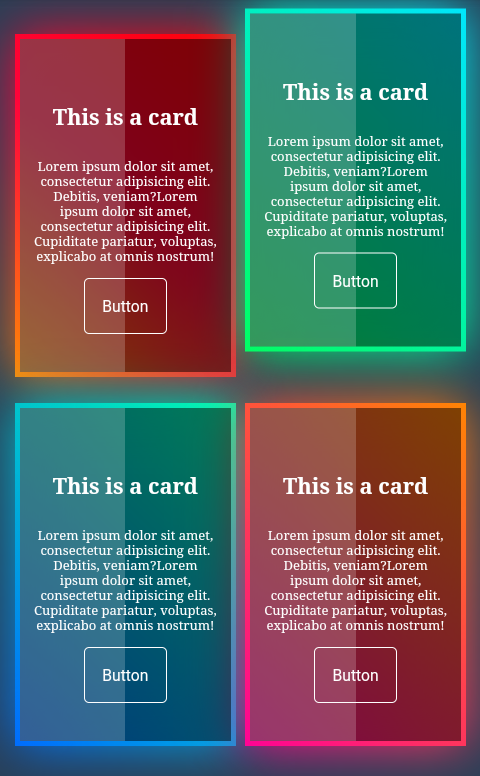 This is a card
Lorem ipsum dolor sit amet,
consectetur adipisicing elit.
Debitis, veniam?Lorem
ipsum dolor sit amet,
consectetur adipisicing elit.
Cupiditate pariatur, voluptas,
explicabo at omnis nostrum!
Button
This is a card
Lorem ipsum dolor sit amet,
consectetur adipisicing elit.
Debitis, veniam?Lorem
ipsum dolor sit amet,
consectetur adipisicing elit.
Cupiditate pariatur, voluptas,
explicabo at omnis nostrum!
Button
This is a card
Lorem ipsum dolor sit amet,
consectetur adipisicing elit.
Debitis, veniam?Lorem
ipsum dolor sit amet,
consectetur adipisicing elit.
Cupiditate pariatur, voluptas,
explicabo at omnis nostrum!
Button
This is a card
Lorem ipsum dolor sit amet,
consectetur adipisicing elit.
Debitis, veniam?Lorem
ipsum dolor sit amet,
consectetur adipisicing elit.
Cupiditate pariatur, voluptas,
explicabo at omnis nostrum!
Button